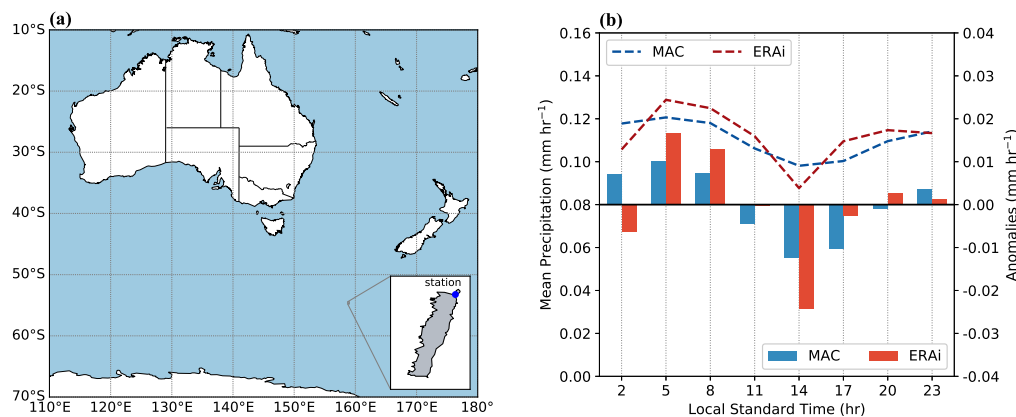 (a)
10°S
20°S
30°S
40°S
50°S
60°S
70°S
110°E 120°E 130°E 140°E 150°E 160°E 170°E 180°
station
(b)
MAC ERAi
Mean Precipitation (mm hr⁻¹)
0.16
0.14
0.12
0.10
0.08
0.06
0.04
0.02
0.00
0.04
0.03
0.02
0.01
0.00
-0.01
-0.02
-0.03
-0.04
Anomalies (mm hr⁻¹)
MAC ERAi
2 5 8 11 14 17 20 23
Local Standard Time (hr)